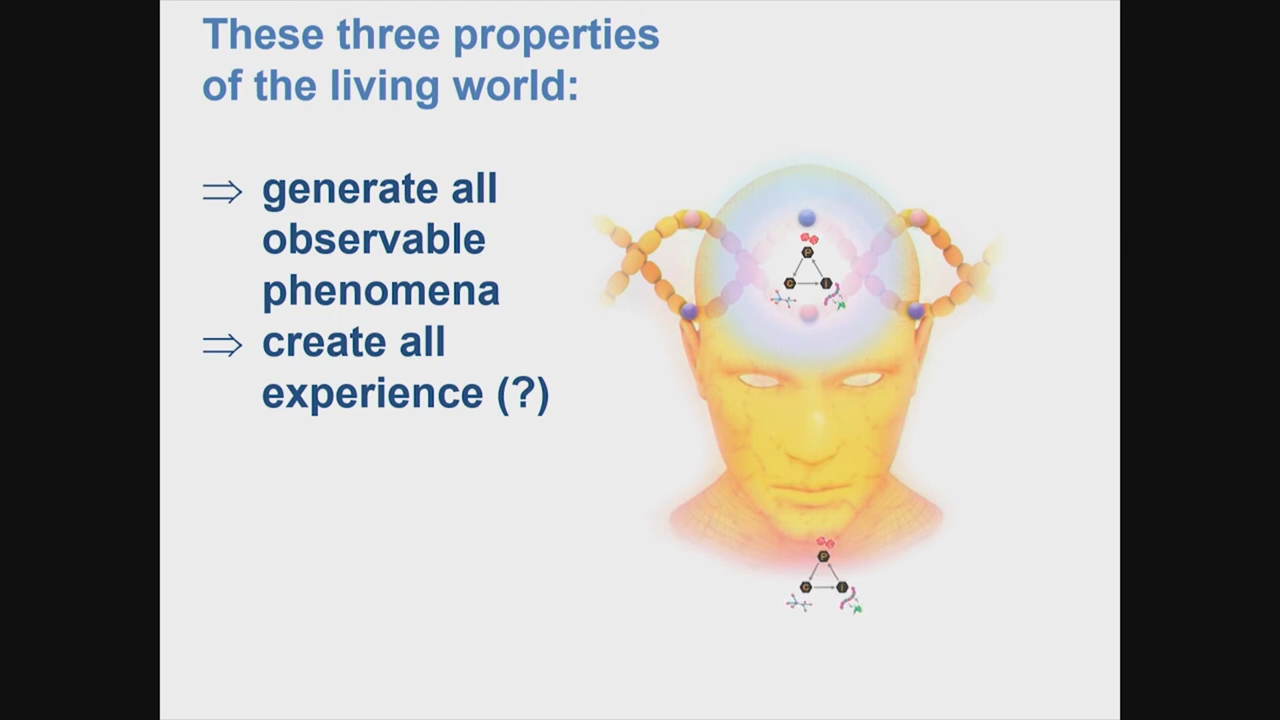 These three properties
of the living world:
⇒ generate all
observable
phenomena
⇒ create all
experience (?)
P
C I
P
C I